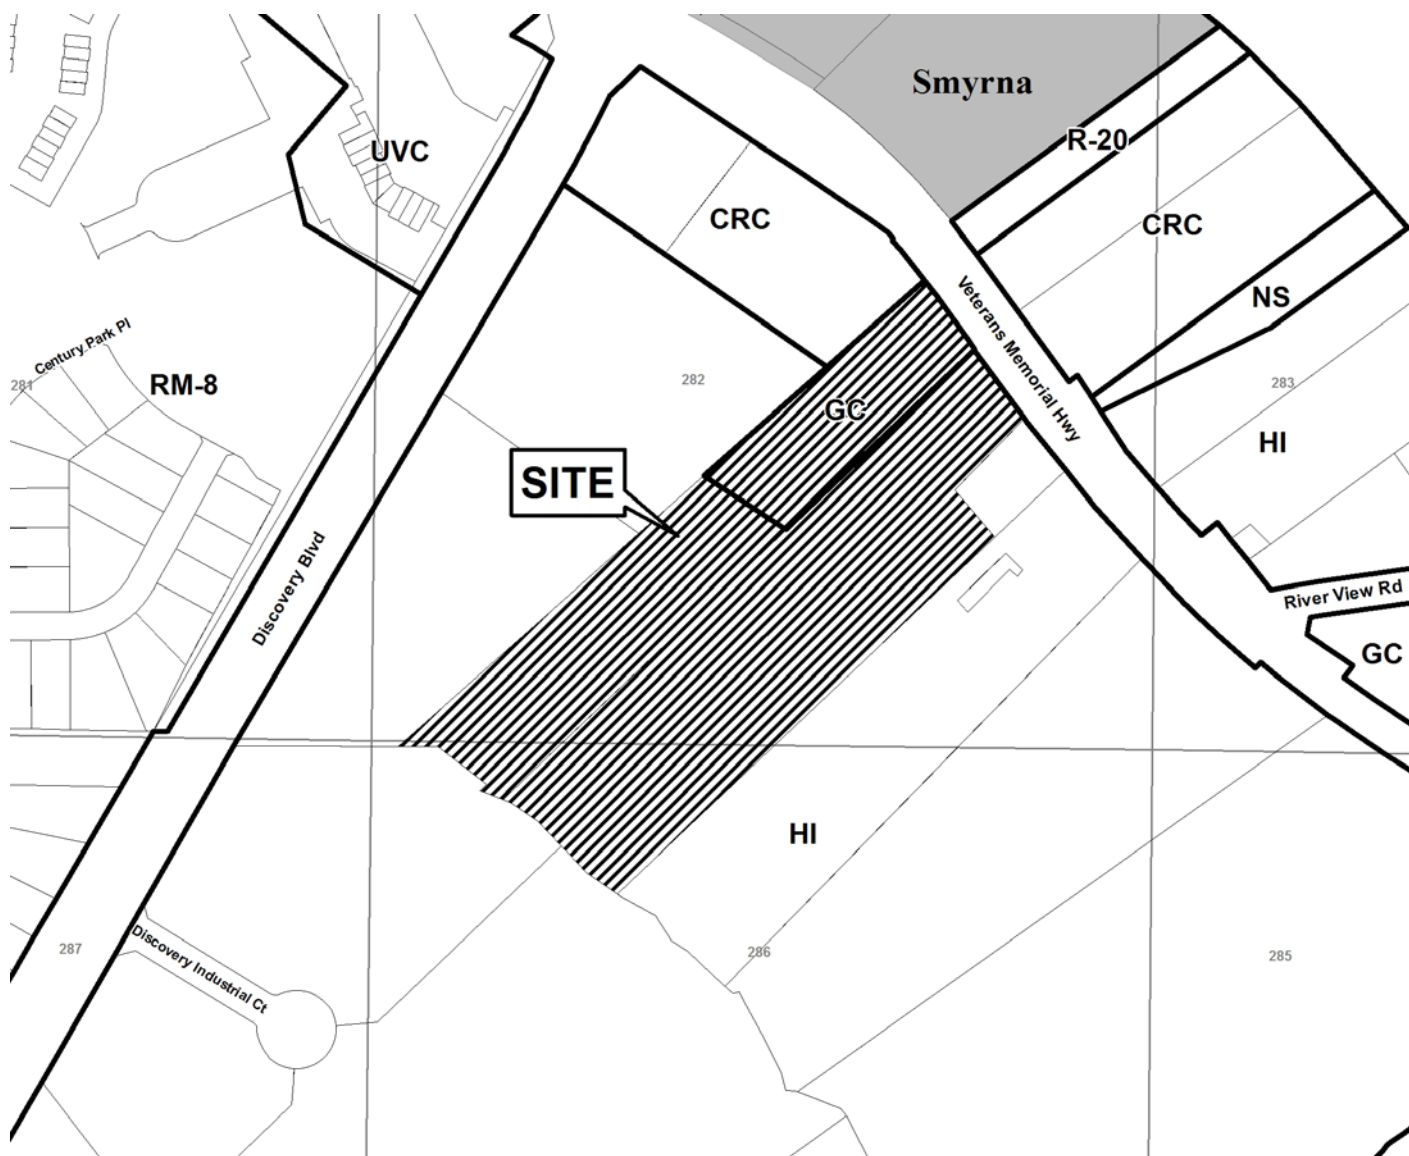 Smyrna
R-20
UVC
CRC
CRC
NS
Veterans Memorial Hwy
Century Park Pl
281
RM-8
282
283
GC
HI
SITE
Discovery Blvd
River View Rd
GC
HI
287
Discovery Industrial Ct
286
285